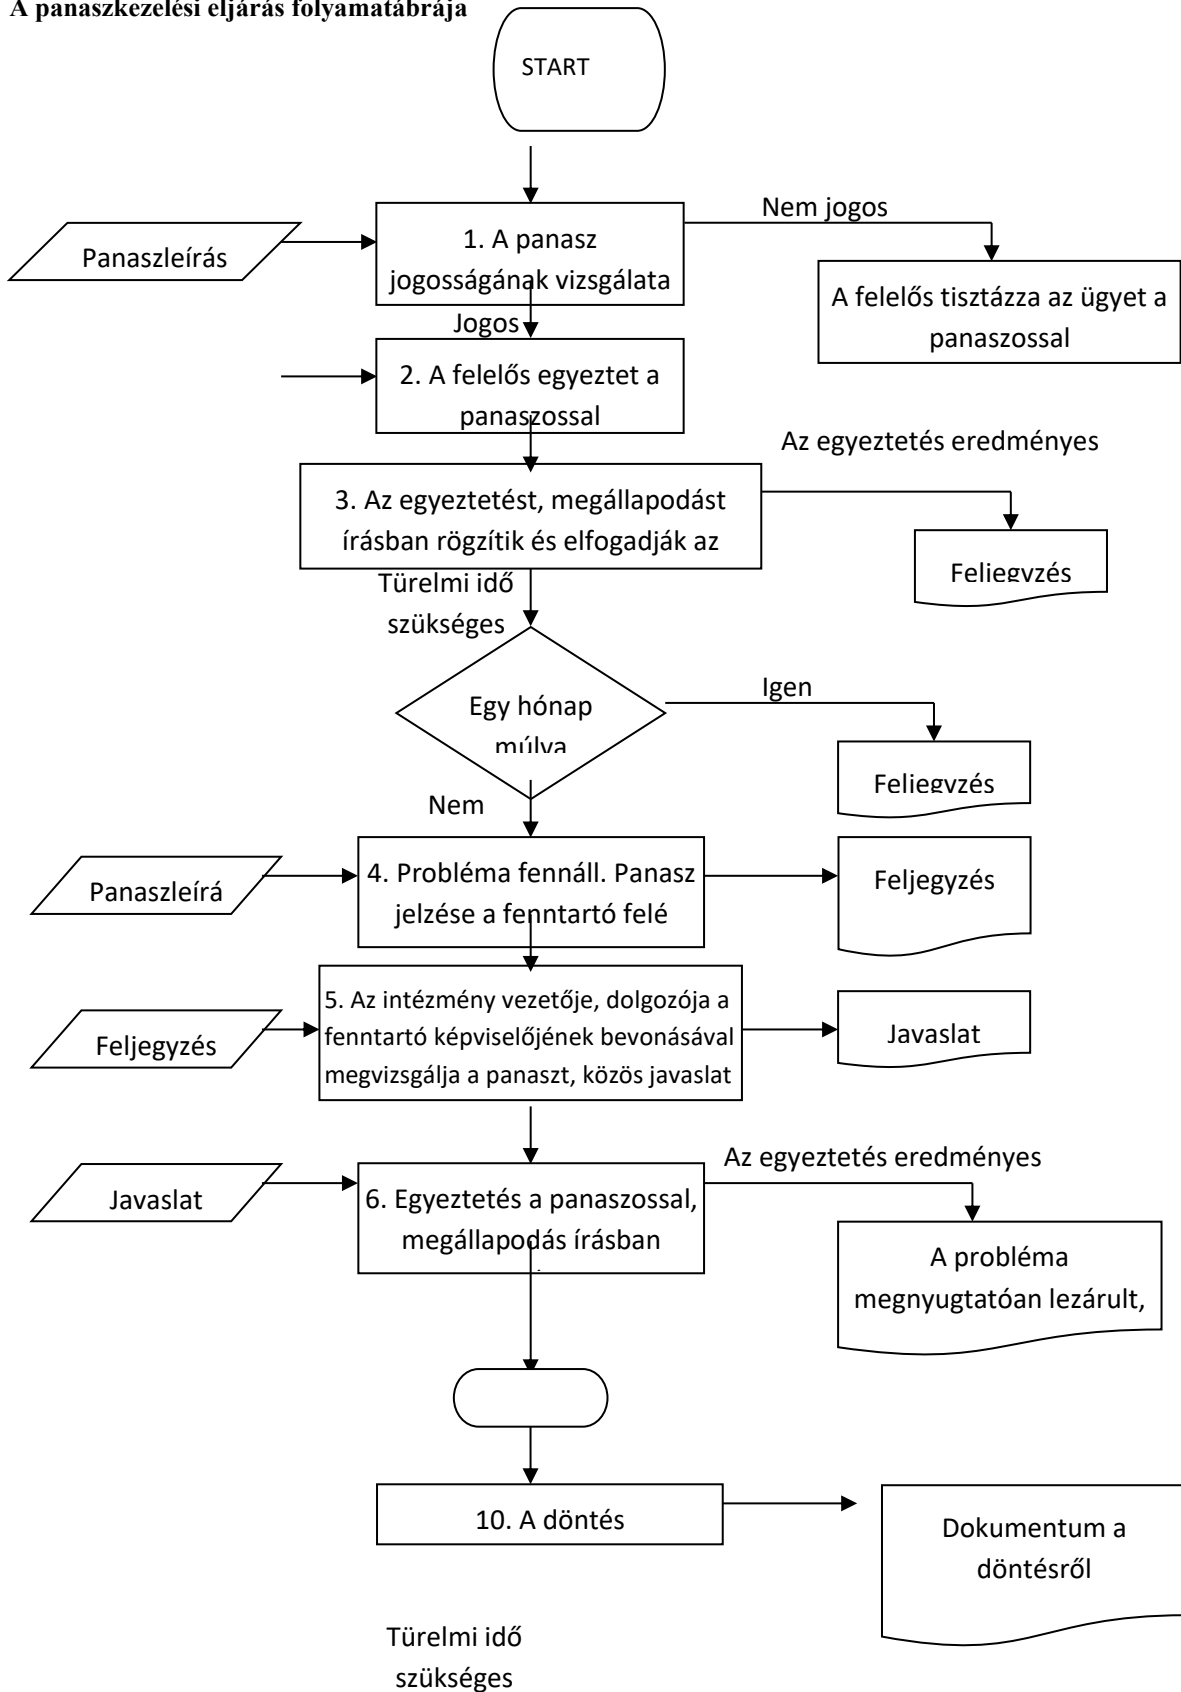 A panaszkezelési eljárás folyamatábrája
START
Nem jogos
Panaszleírás
1. A panasz
jogosságának vizsgálata
A felelős tisztázza az ügyet a
panaszossal
Jogos
2. A felelős egyeztet a
panaszossal
Az egyeztetés eredményes
3. Az egyeztetést, megállapodást
írásban rögzítik és elfogadják az
Feljegyzés
Türelmi idő
szükséges
Egy hónap
múlva
Igen
Feljegyzés
Nem
Panaszleírá
4. Probléma fennáll. Panasz
jelzése a fenntartó felé
Feljegyzés
Feljegyzés
5. Az intézmény vezetője, dolgozója a
fenntartó képviselőjének bevonásával
megvizsgálja a panaszt, közös javaslat
Javaslat
Az egyeztetés eredményes
Javaslat
6. Egyeztetés a panaszossal,
megállapodás írásban
A probléma
megnyugtatóan lezárult,
10. A döntés
Dokumentum a
döntésről
Türelmi idő
szükséges